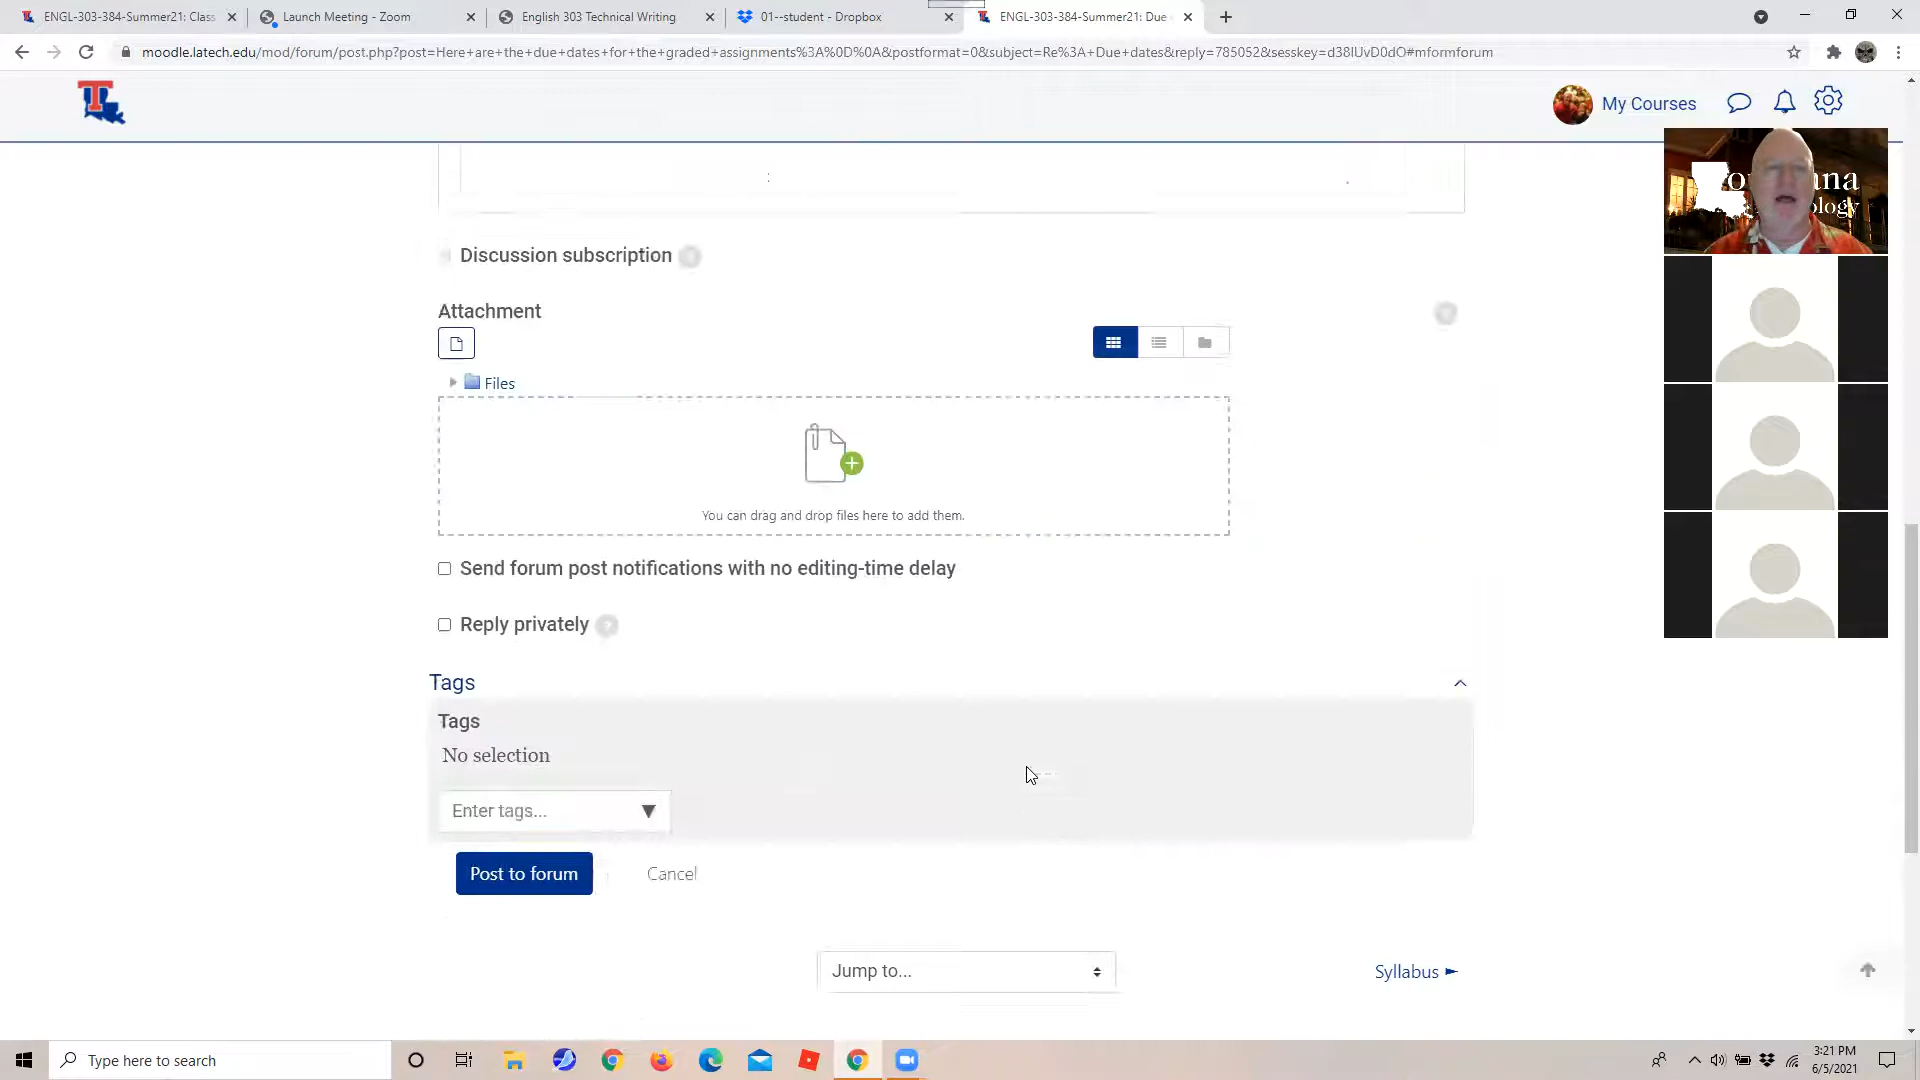 ENGL-303-384-Summer21: Class
Launch Meeting - Zoom
English 303 Technical Writing
01--student - Dropbox
ENGL-303-384-Summer21: Due
moodle.latech.edu/mod/forum/post.php?post=Here+are+the+due+dates+for+the+graded+assignments%3A%0D%0A&postformat=0&subject=Re%3A+Due+dates&reply=785052&sesskey=d38IUvD0dO#mformforum
My Courses
Discussion subscription
Attachment
Files
You can drag and drop files here to add them.
Send forum post notifications with no editing-time delay
Reply privately
Tags
Tags
No selection
Enter tags...
Post to forum
Cancel
Jump to...
Syllabus
Type here to search
3:21 PM
6/5/2021